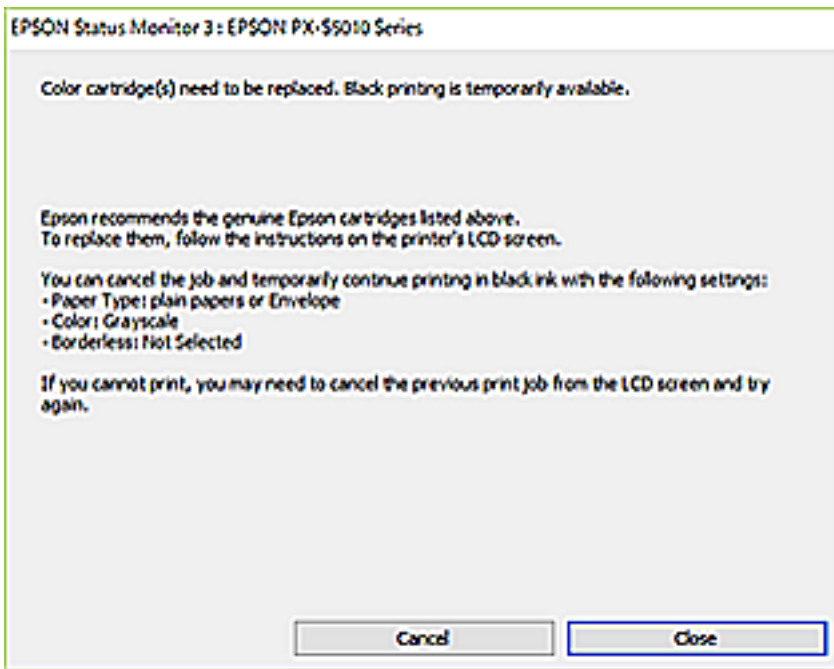 EPSON Status Monitor 3 : EPSON PX-S5010 Series
Color cartridge(s) need to be replaced. Black printing is temporarily available.
Epson recommends the genuine Epson cartridges listed above.
To replace them, follow the instructions on the printer's LCD screen.
You can cancel the job and temporarily continue printing in black ink with the following settings:
• Paper Type: plain papers or Envelope
• Color: Grayscale
• Borderless: Not Selected
If you cannot print, you may need to cancel the previous print job from the LCD screen and try
again.
Cancel Close